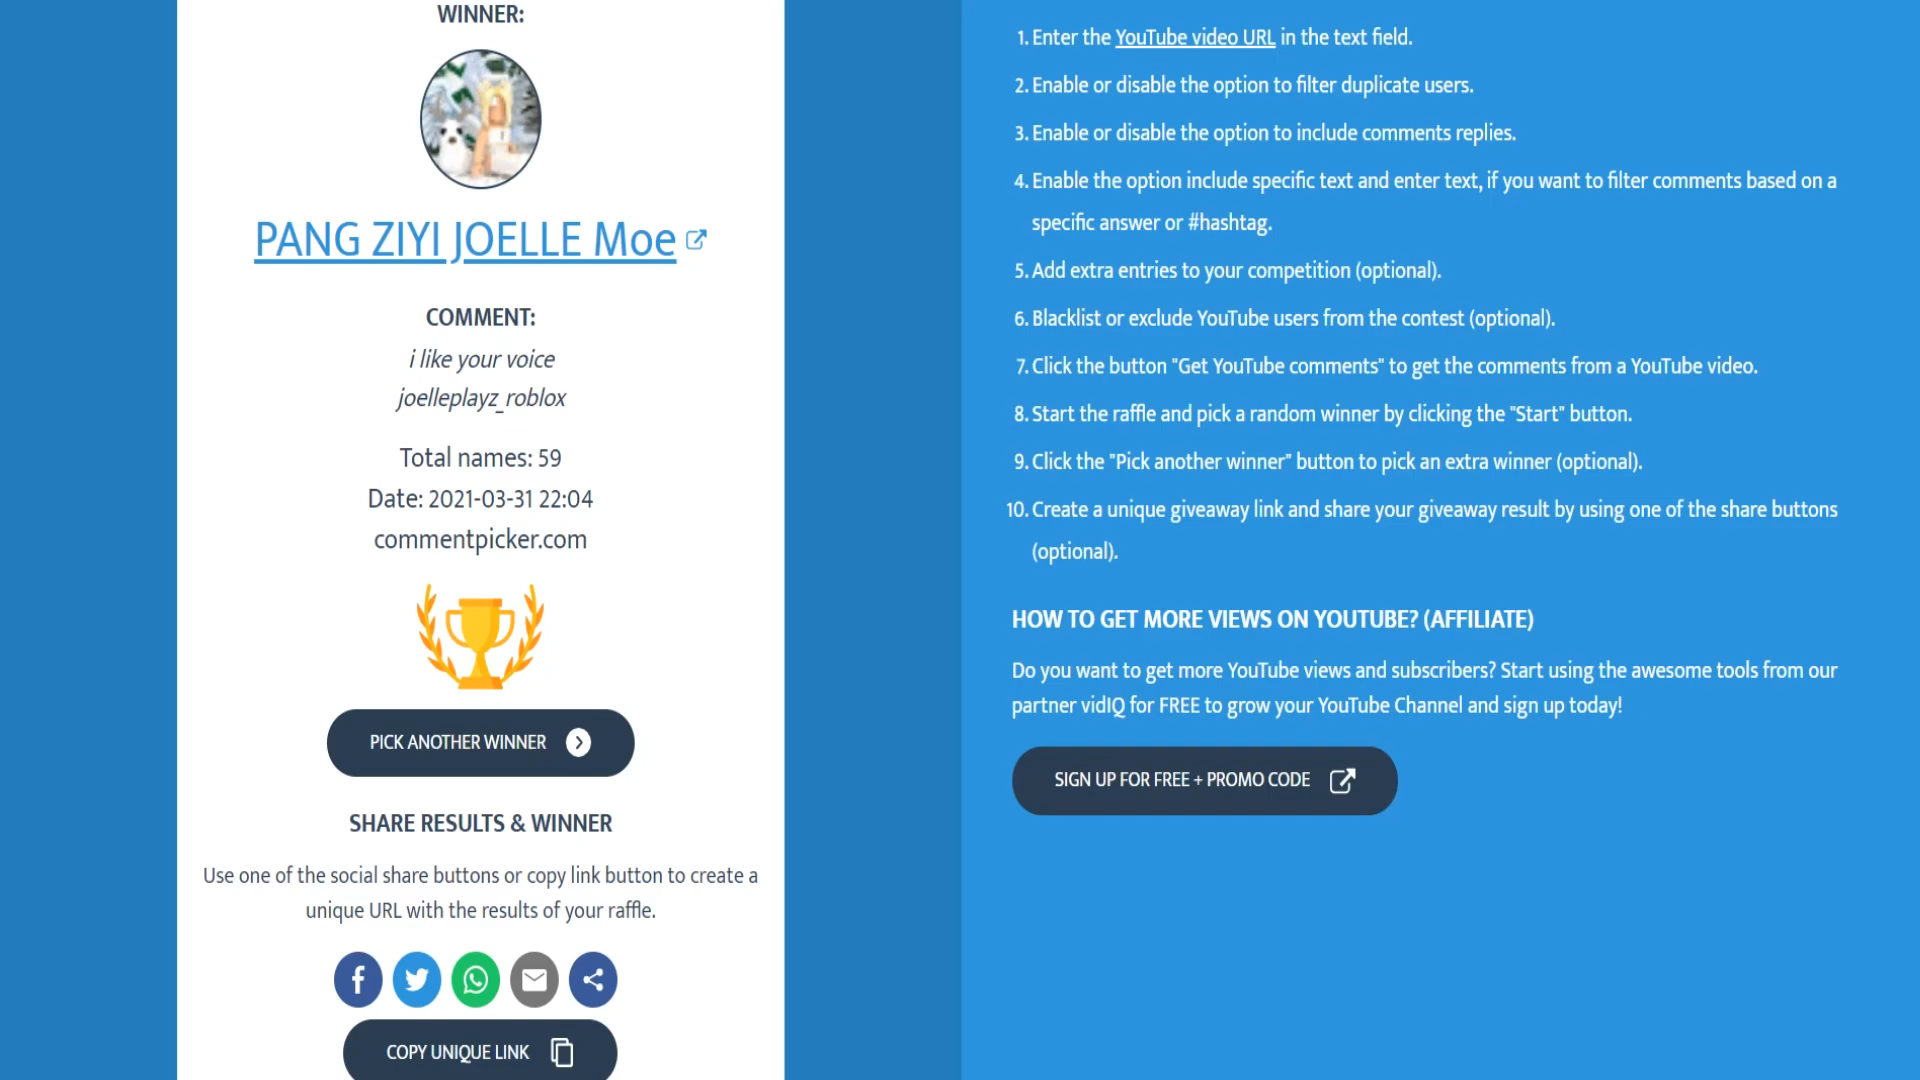 WINNER:
PANG ZIYI JOELLE Moe
COMMENT:
i like your voice
joelleplayz_roblox
Total names: 59
Date: 2021-03-31 22:04
commentpicker.com
PICK ANOTHER WINNER
SHARE RESULTS & WINNER
Use one of the social share buttons or copy link button to create a
unique URL with the results of your raffle.
COPY UNIQUE LINK
1. Enter the YouTube video URL in the text field.
2. Enable or disable the option to filter duplicate users.
3. Enable or disable the option to include comments replies.
4. Enable the option include specific text and enter text, if you want to filter comments based on a
specific answer or #hashtag.
5. Add extra entries to your competition (optional).
6. Blacklist or exclude YouTube users from the contest (optional).
7. Click the button "Get YouTube comments" to get the comments from a YouTube video.
8. Start the raffle and pick a random winner by clicking the "Start" button.
9. Click the "Pick another winner" button to pick an extra winner (optional).
10. Create a unique giveaway link and share your giveaway result by using one of the share buttons
(optional).
HOW TO GET MORE VIEWS ON YOUTUBE? (AFFILIATE)
Do you want to get more YouTube views and subscribers? Start using the awesome tools from our
partner vidIQ for FREE to grow your YouTube Channel and sign up today!
SIGN UP FOR FREE + PROMO CODE